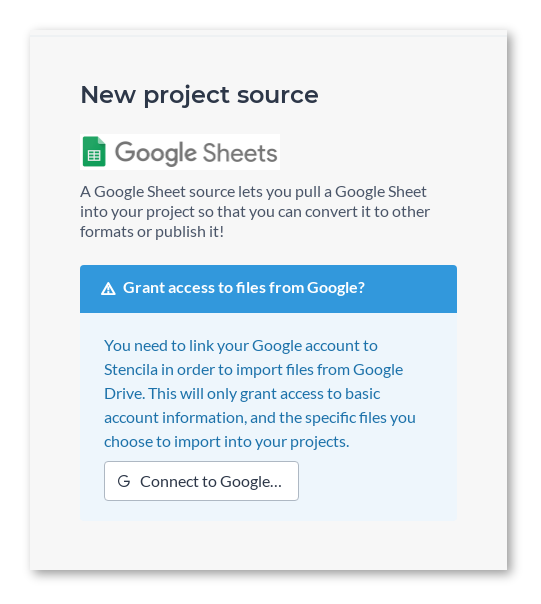 New project source
Google Sheets
A Google Sheet source lets you pull a Google Sheet
into your project so that you can convert it to other
formats or publish it!
Grant access to files from Google?
You need to link your Google account to
Stencila in order to import files from Google
Drive. This will only grant access to basic
account information, and the specific files you
choose to import into your projects.
Connect to Google...